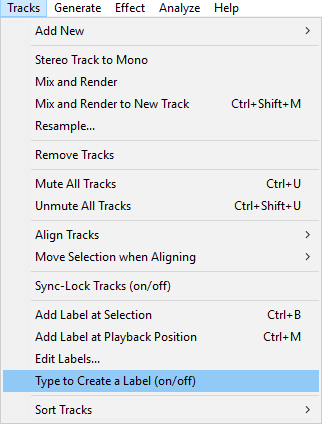 Tracks Generate Effect Analyze Help
Add New
Stereo Track to Mono
Mix and Render
Mix and Render to New Track Ctrl+Shift+M
Resample...
Remove Tracks
Mute All Tracks Ctrl+U
Unmute All Tracks Ctrl+Shift+U
Align Tracks
Move Selection when Aligning
Sync-Lock Tracks (on/off)
Add Label at Selection Ctrl+B
Add Label at Playback Position Ctrl+M
Edit Labels...
Type to Create a Label (on/off)
Sort Tracks